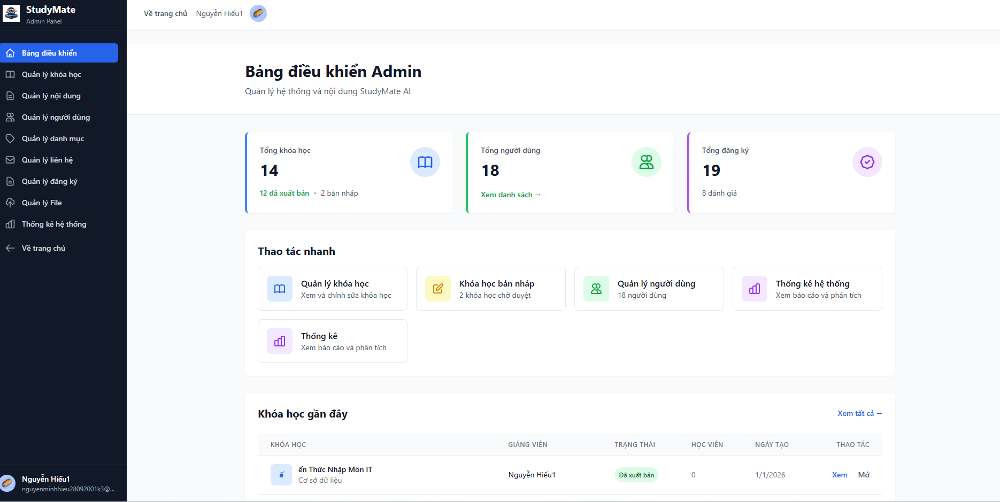 StudyMate
Admin Panel
Bảng điều khiển
Quản lý khóa học
Quản lý nội dung
Quản lý người dùng
Quản lý danh mục
Quản lý liên hệ
Quản lý đăng ký
Quản lý File
Thống kê hệ thống
Về trang chủ
Nguyễn Hiếu1
nguyenminhhieu28092001k3@...
Về trang chủ Nguyễn Hiếu1
Bảng điều khiển Admin
Quản lý hệ thống và nội dung StudyMate AI
Tổng khóa học
14
12 đã xuất bản • 2 bản nháp
Tổng người dùng
18
Xem danh sách →
Tổng đăng ký
19
8 đánh giá
Thao tác nhanh
Quản lý khóa học
Xem và chỉnh sửa khóa học
Khóa học bản nháp
2 khóa học chờ duyệt
Quản lý người dùng
18 người dùng
Thống kê hệ thống
Xem báo cáo và phân tích
Thống kê
Xem báo cáo và phân tích
Khóa học gần đây
Xem tất cả →
KHÓA HỌC GIẢNG VIÊN TRẠNG THÁI HỌC VIÊN NGÀY TẠO THAO TÁC
ế
ến Thức Nhập Môn IT
Cơ sở dữ liệu
Nguyễn Hiếu1 Đã xuất bản 0 1/1/2026 Xem Mở